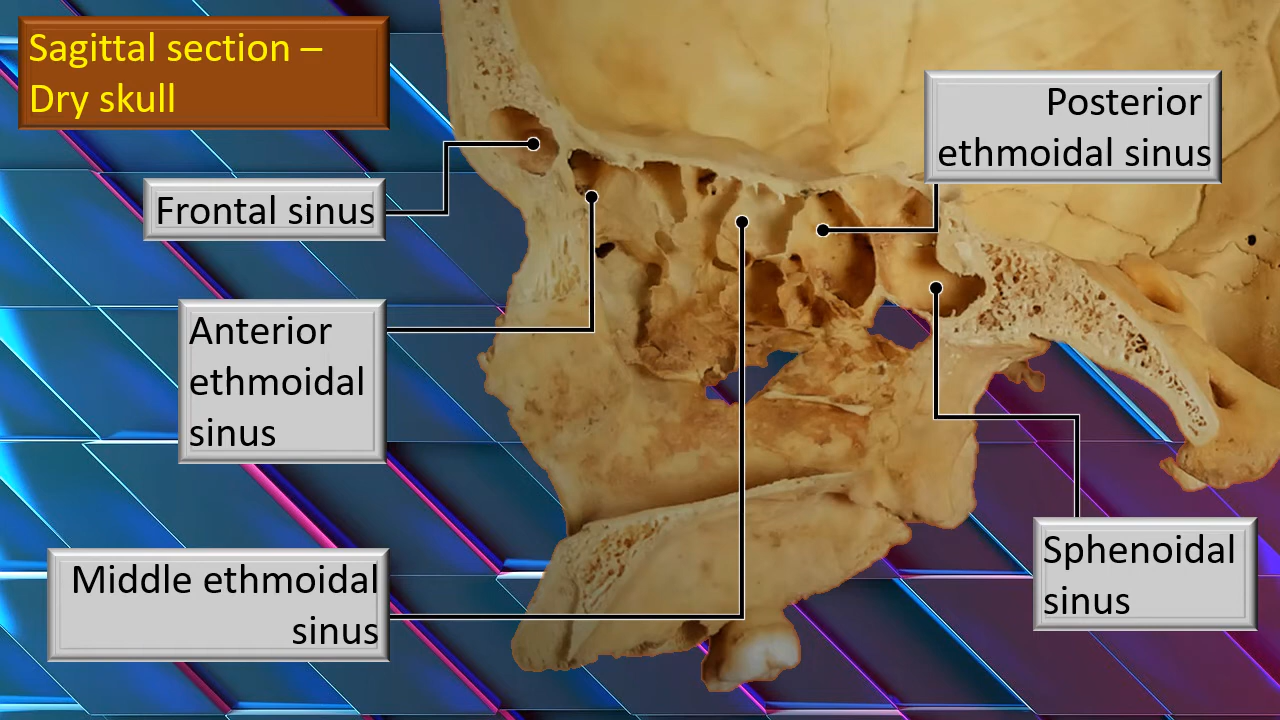 Sagittal section –
Dry skull
Posterior
ethmoidal sinus
Frontal sinus
Anterior
ethmoidal
sinus
Middle ethmoidal
sinus
Sphenoidal
sinus